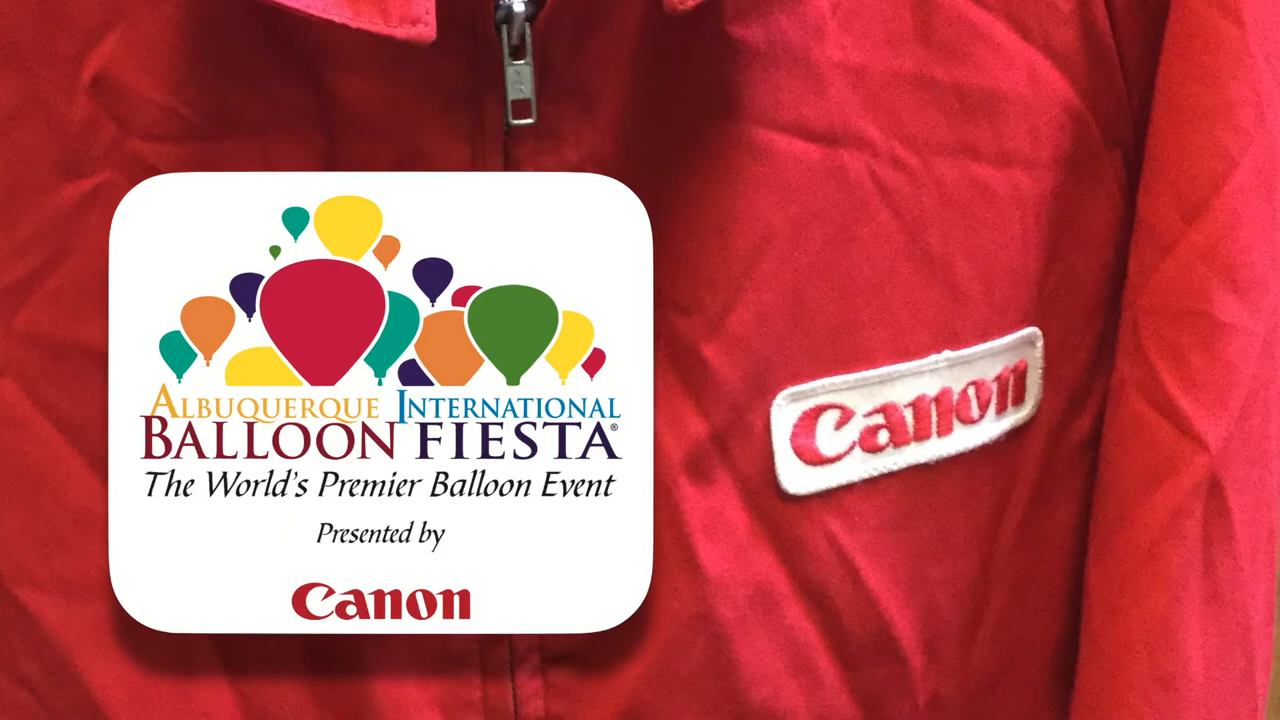 ALBUQUERQUE INTERNATIONAL
BALLOON FIESTA®
The World's Premier Balloon Event
Presented by
Canon
Canon